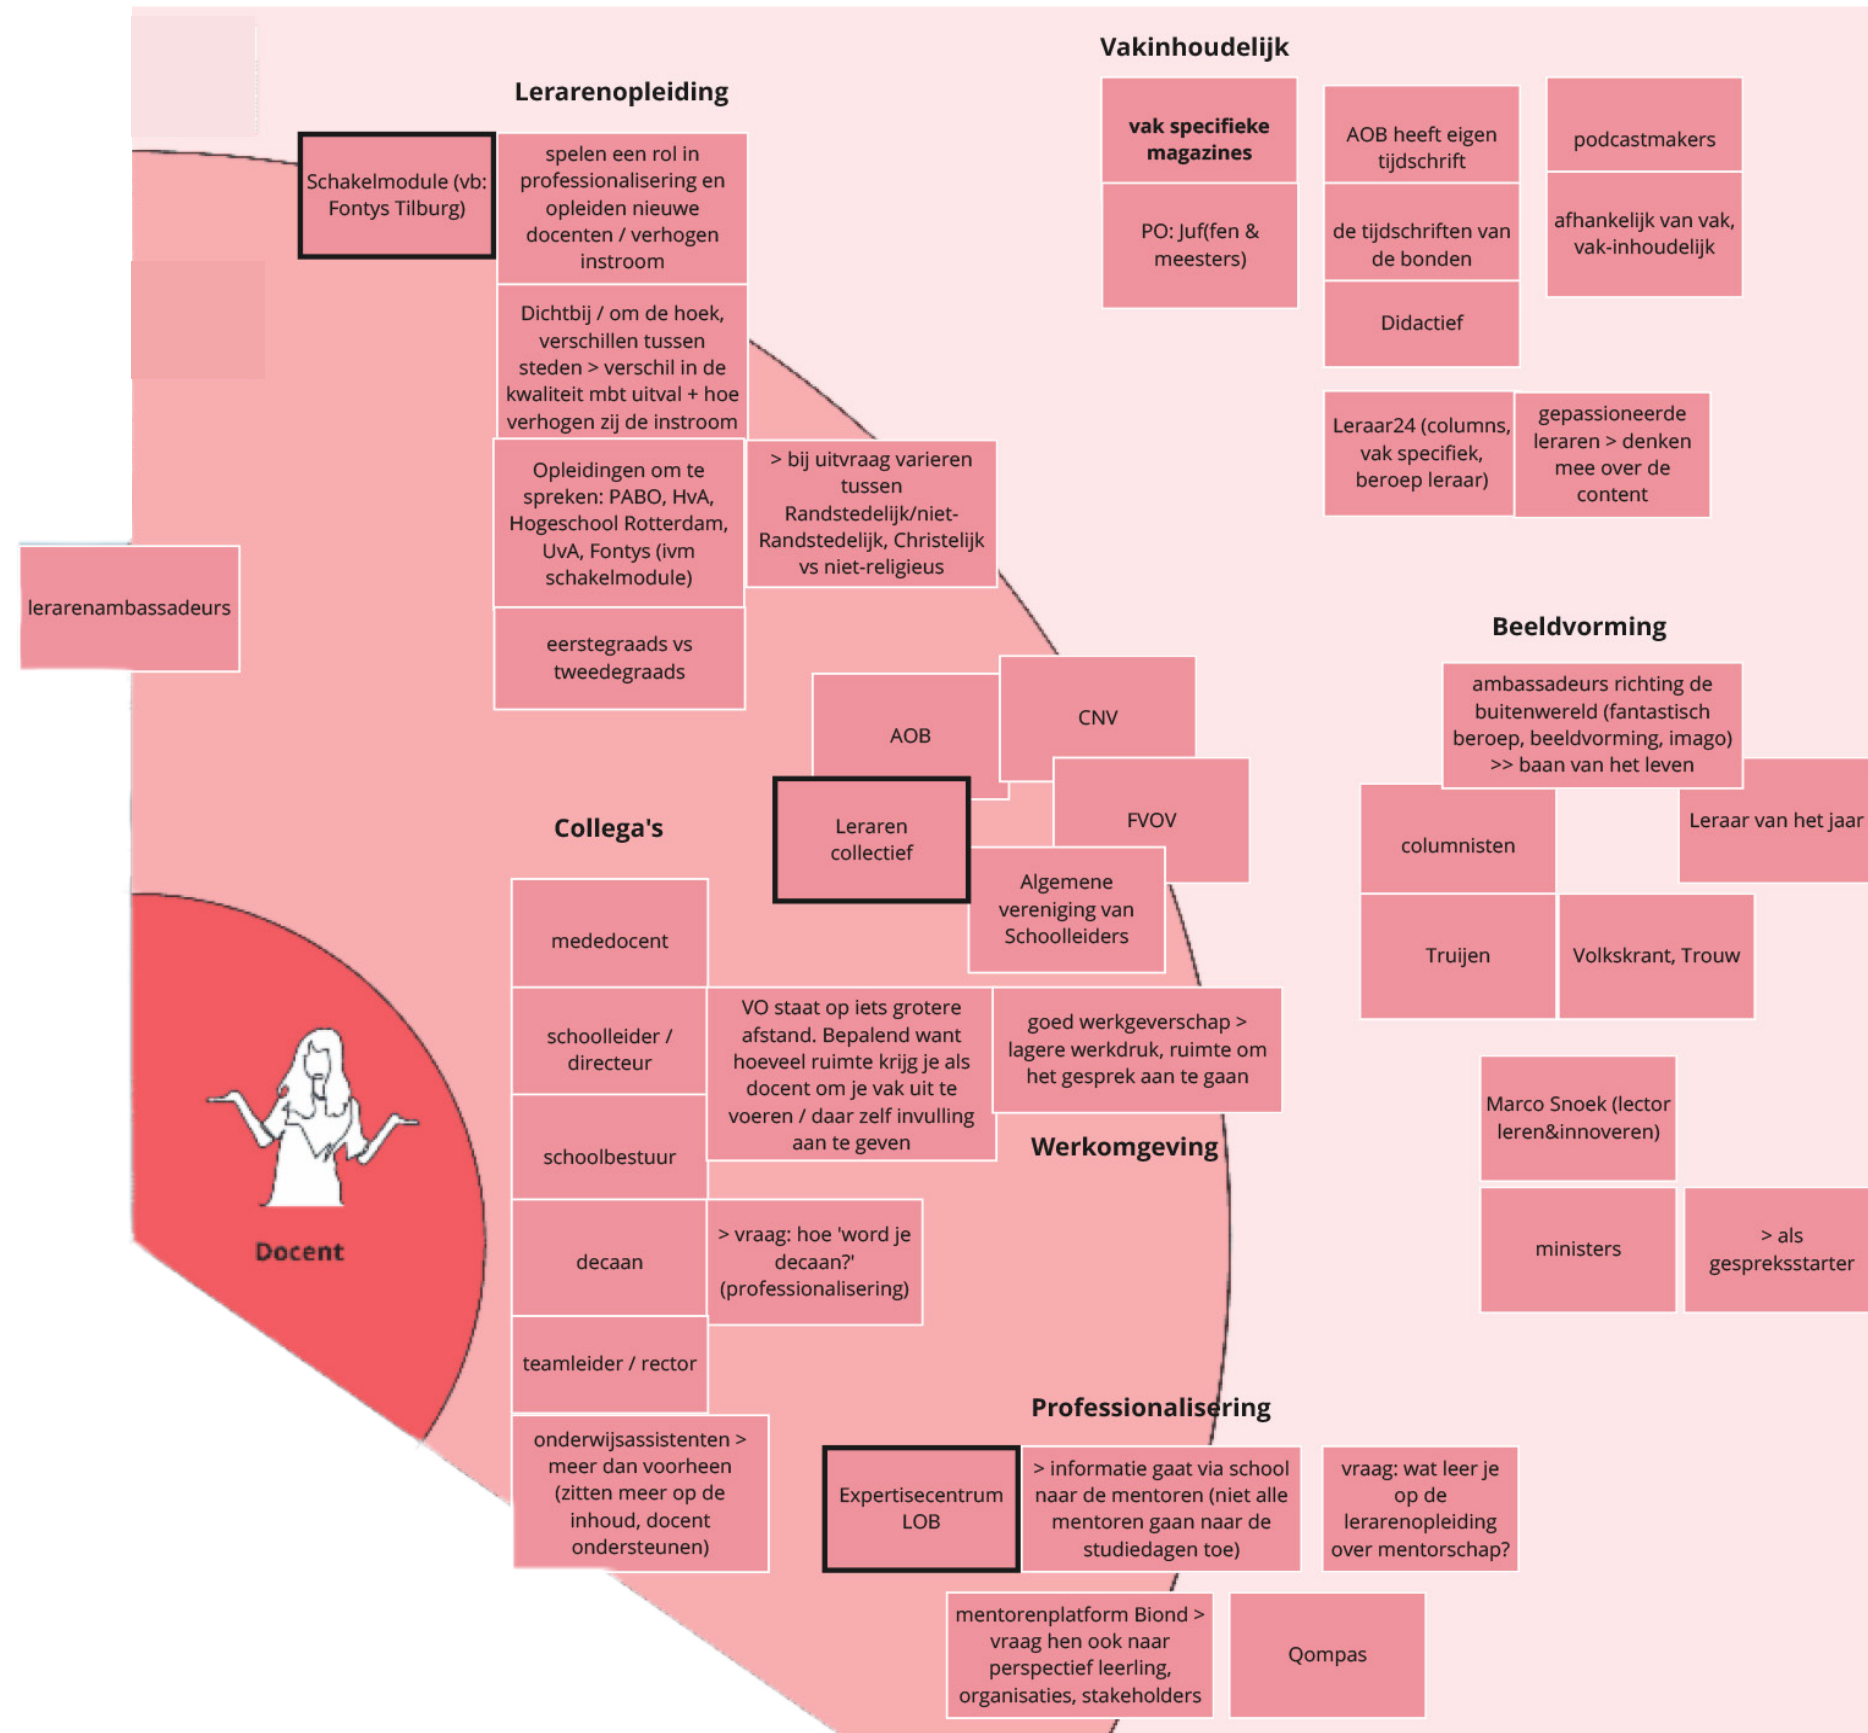 Vakinhoudelijk
vak specifieke
magazines
PO: Juf(fen &
meesters)
AOB heeft eigen
tijdschrift
de tijdschriften van
de bonden
Didactief
podcastmakers
afhankelijk van vak,
vak-inhoudelijk
Leraar24 (columns,
vak specifiek,
beroep leraar)
gepassioneerde
leraren > denken
mee over de
content
Lerarenopleiding
Schakelmodule (vb:
Fontys Tilburg)
spelen een rol in
professionalisering en
opleiden nieuwe
docenten / verhogen
instroom
Dichtbij / om de hoek,
verschillen tussen
steden > verschil in de
kwaliteit mbt uitval + hoe
verhogen zij de instroom
Opleidingen om te
spreken: PABO, HvA,
Hogeschool Rotterdam,
UvA, Fontys (ivm
schakelmodule)
> bij uitvraag varieren
tussen
Randstedelijk/niet-
Randstedelijk, Christelijk
vs niet-religieus
eerstegraads vs
tweedegraads
lerarenambassadeurs
AOB
CNV
FVOV
Leraren
collectief
Algemene
vereniging van
Schoolleiders
Beeldvorming
ambassadeurs richting de
buitenwereld (fantastisch
beroep, beeldvorming, imago)
>> baan van het leven
Leraar van het jaar
columnisten
Truijen
Volkskrant, Trouw
Marco Snoek (lector
leren&innoveren)
ministers
> als
gespreksstarter
Collega's
mededocent
schoolleider /
directeur
schoolbestuur
VO staat op iets grotere
afstand. Bepalend want
hoeveel ruimte krijg je als
docent om je vak uit te
voeren / daar zelf invulling
aan te geven
goed werkgeverschap >
lagere werkdruk, ruimte om
het gesprek aan te gaan
Werkomgeving
decaan
> vraag: hoe 'word je
decaan?'
(professionalisering)
teamleider / rector
onderwijsassistenten >
meer dan voorheen
(zitten meer op de
inhoud, docent
ondersteunen)
Docent
Professionalisering
Expertisecentrum
LOB
> informatie gaat via school
naar de mentoren (niet alle
mentoren gaan naar de
studiedagen toe)
vraag: wat leer je
op de
lerarenopleiding
over mentorschap?
mentorenplatform Biond >
vraag hen ook naar
perspectief leerling,
organisaties, stakeholders
Qompas